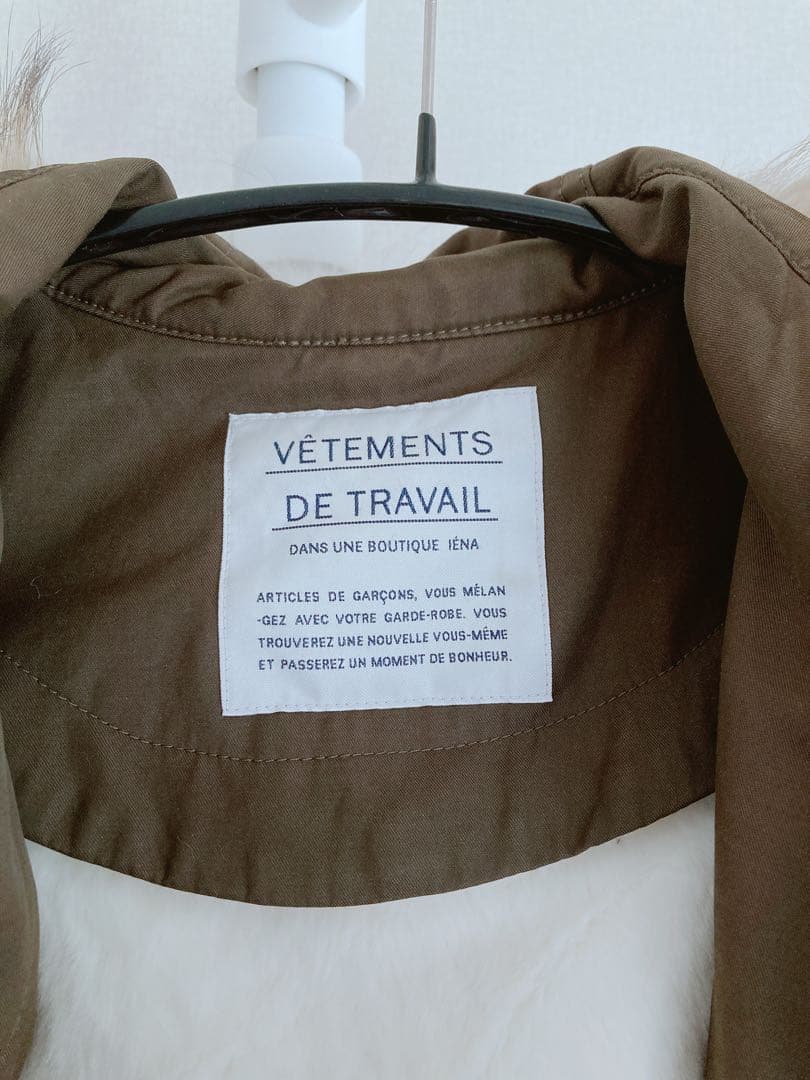 VÊTEMENTS
DE TRAVAIL
DANS UNE BOUTIQUE IÉNA
ARTICLES DE GARÇONS, VOUS MÉLAN
-GEZ AVEC VOTRE GARDE-ROBE. VOUS
TROUVEREZ UNE NOUVELLE VOUS-MÊME
ET PASSEREZ UN MOMENT DE BONHEUR.